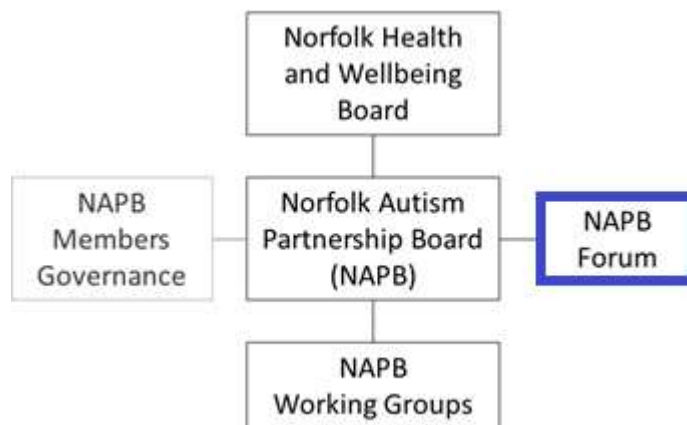 Norfolk Health
and Wellbeing
Board
NAPB
Members
Governance
Norfolk Autism
Partnership Board
(NAPB)
NAPB
Forum
NAPB
Working Groups